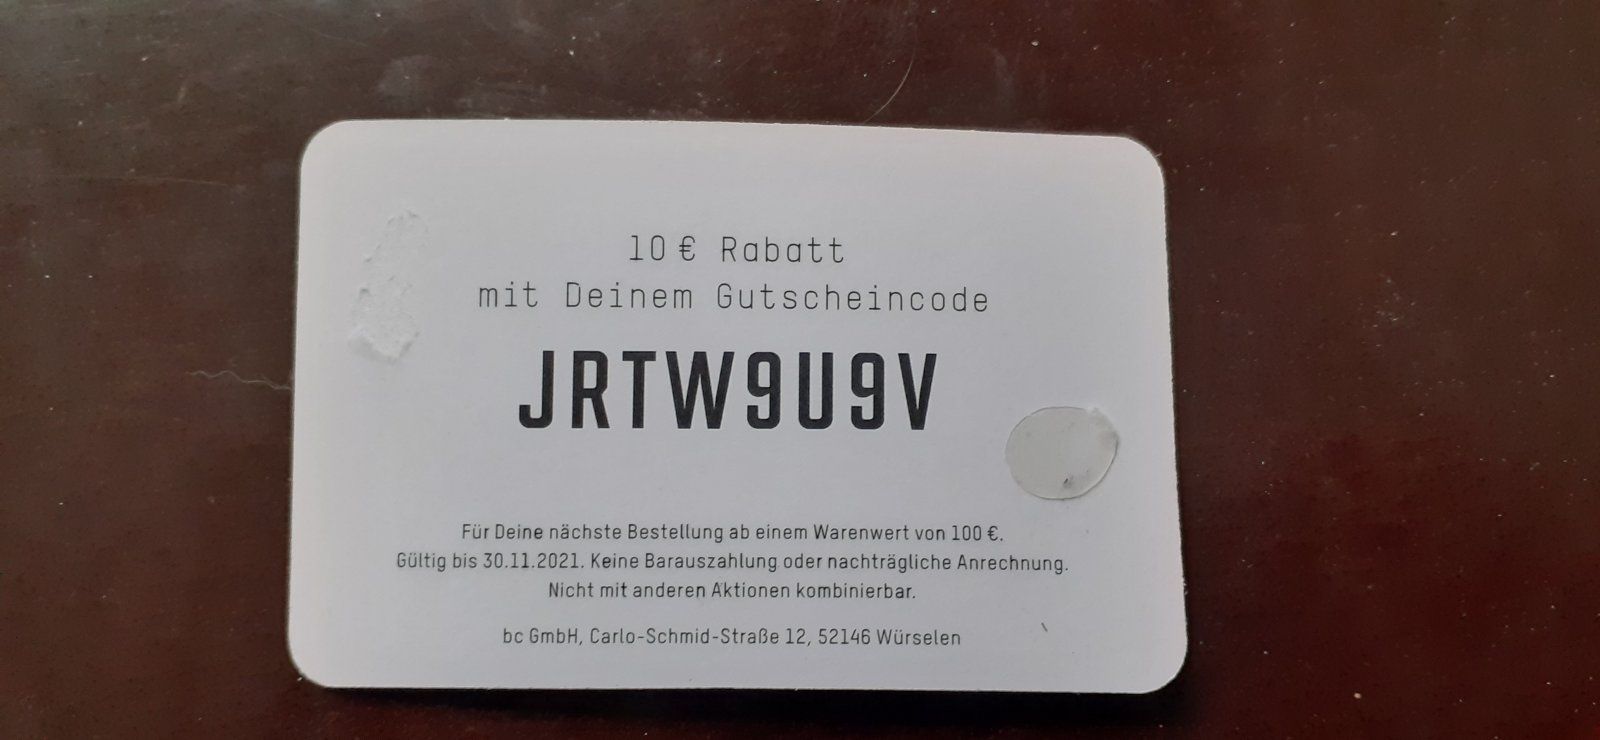 10 € Rabatt
mit Deinem Gutscheincode
JRTW9U9V
Für Deine nächste Bestellung ab einem Warenwert von 100 €.
Gültig bis 30.11.2021. Keine Barauszahlung oder nachträgliche Anrechnung.
Nicht mit anderen Aktionen kombinierbar.
bc GmbH, Carlo-Schmid-Straße 12, 52146 Würselen